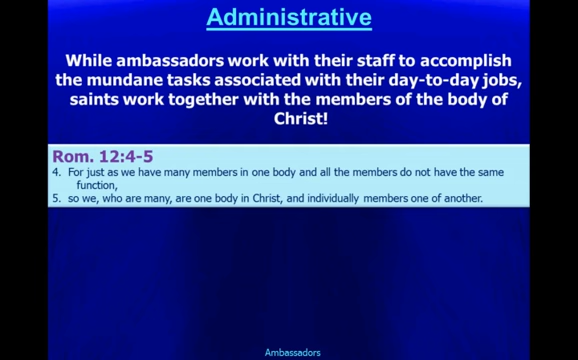 Administrative
While ambassadors work with their staff to accomplish
the mundane tasks associated with their day-to-day jobs,
saints work together with the members of the body of
Christ!
Rom. 12:4-5
4. For just as we have many members in one body and all the members do not have the same
function,
5. so we, who are many, are one body in Christ, and individually members one of another.
Ambassadors